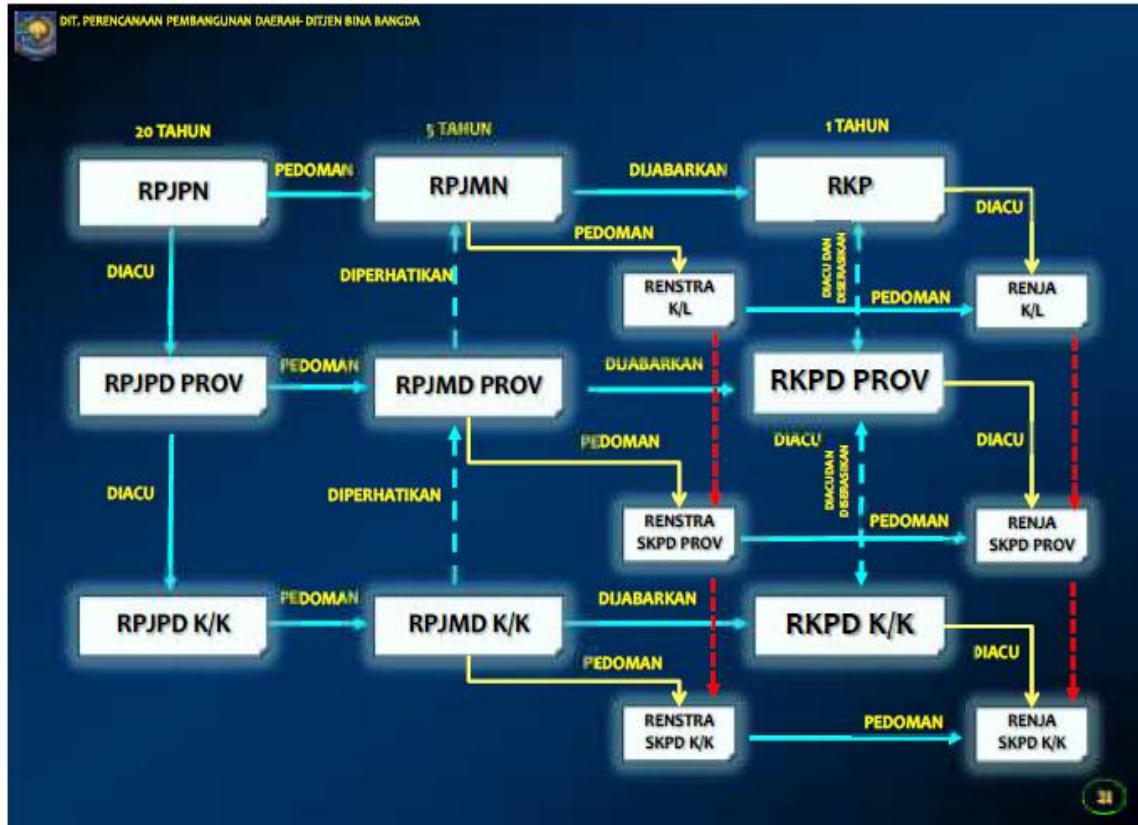 DIT. PERENCANAAN PEMBANGUNAN DAERAH- DITJEN BINA BANGDA
20 TAHUN
5 TAHUN
1 TAHUN
RPJPN
PEDOMAN
RPJMN
DIJABARKAN
RKP
DIACU
PEDOMAN
DIACU
DIPERHATIKAN
RENSTRA
K/L
DIACU DAN
DISERASIKAN
PEDOMAN
RENJA
K/L
RPJPD PROV
PEDOMAN
RPJMD PROV
DIJABARKAN
RKPD PROV
PEDOMAN
DIACU
DIACU
DIACU
DIPERHATIKAN
DIACU DAN
DISERASIKAN
RENSTRA
SKPD PROV
PEDOMAN
RENJA
SKPD PROV
RPJPD K/K
PEDOMAN
RPJMD K/K
DIJABARKAN
RKPD K/K
PEDOMAN
DIACU
RENSTRA
SKPD K/K
PEDOMAN
RENJA
SKPD K/K